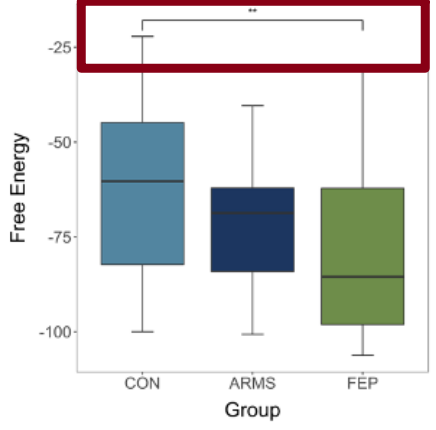 **
-25
-50
-75
-100
Free Energy
CON ARMS FEP
Group